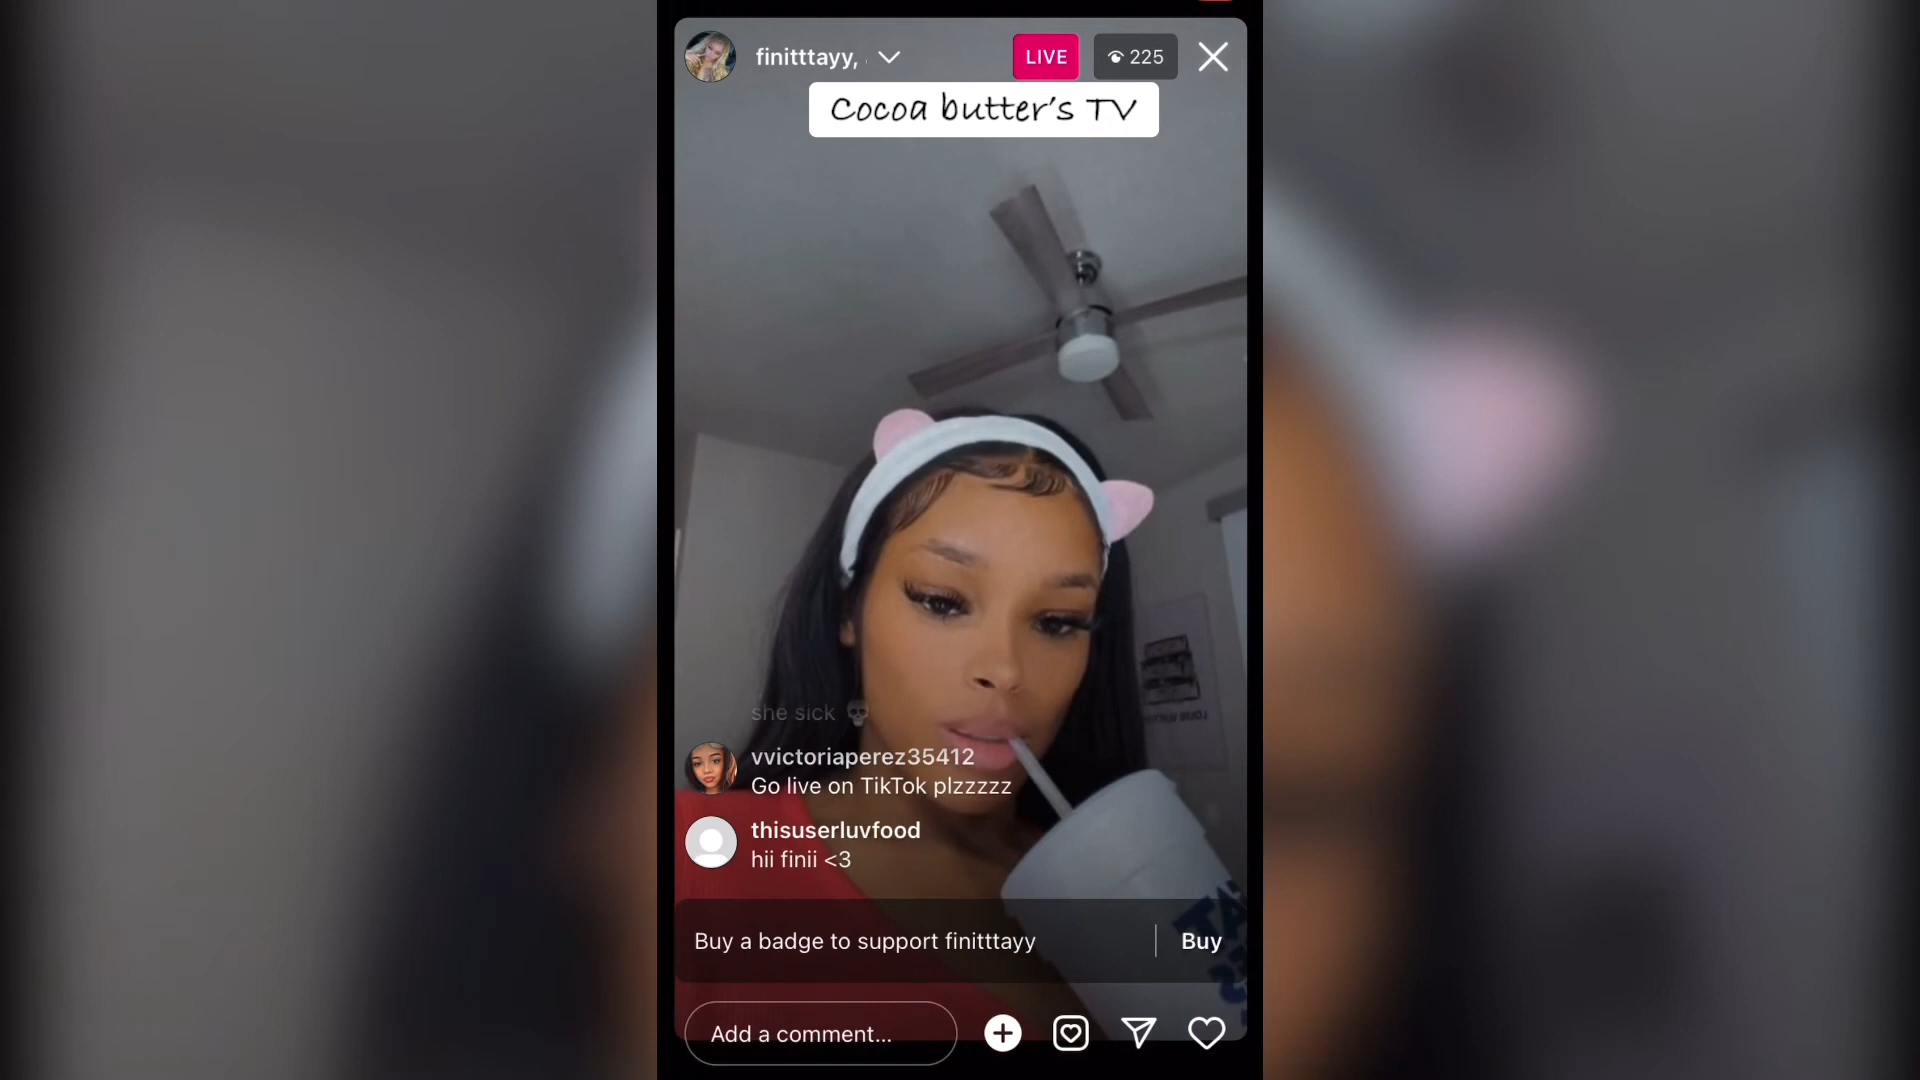 finitttayy,
LIVE
225
Cocoa butter's TV
she sick
vvictoriaperez35412
Go live on TikTok plzzzzz
thisuserluvfood
hii finii <3
Buy a badge to support finitttayy
Buy
Add a comment...